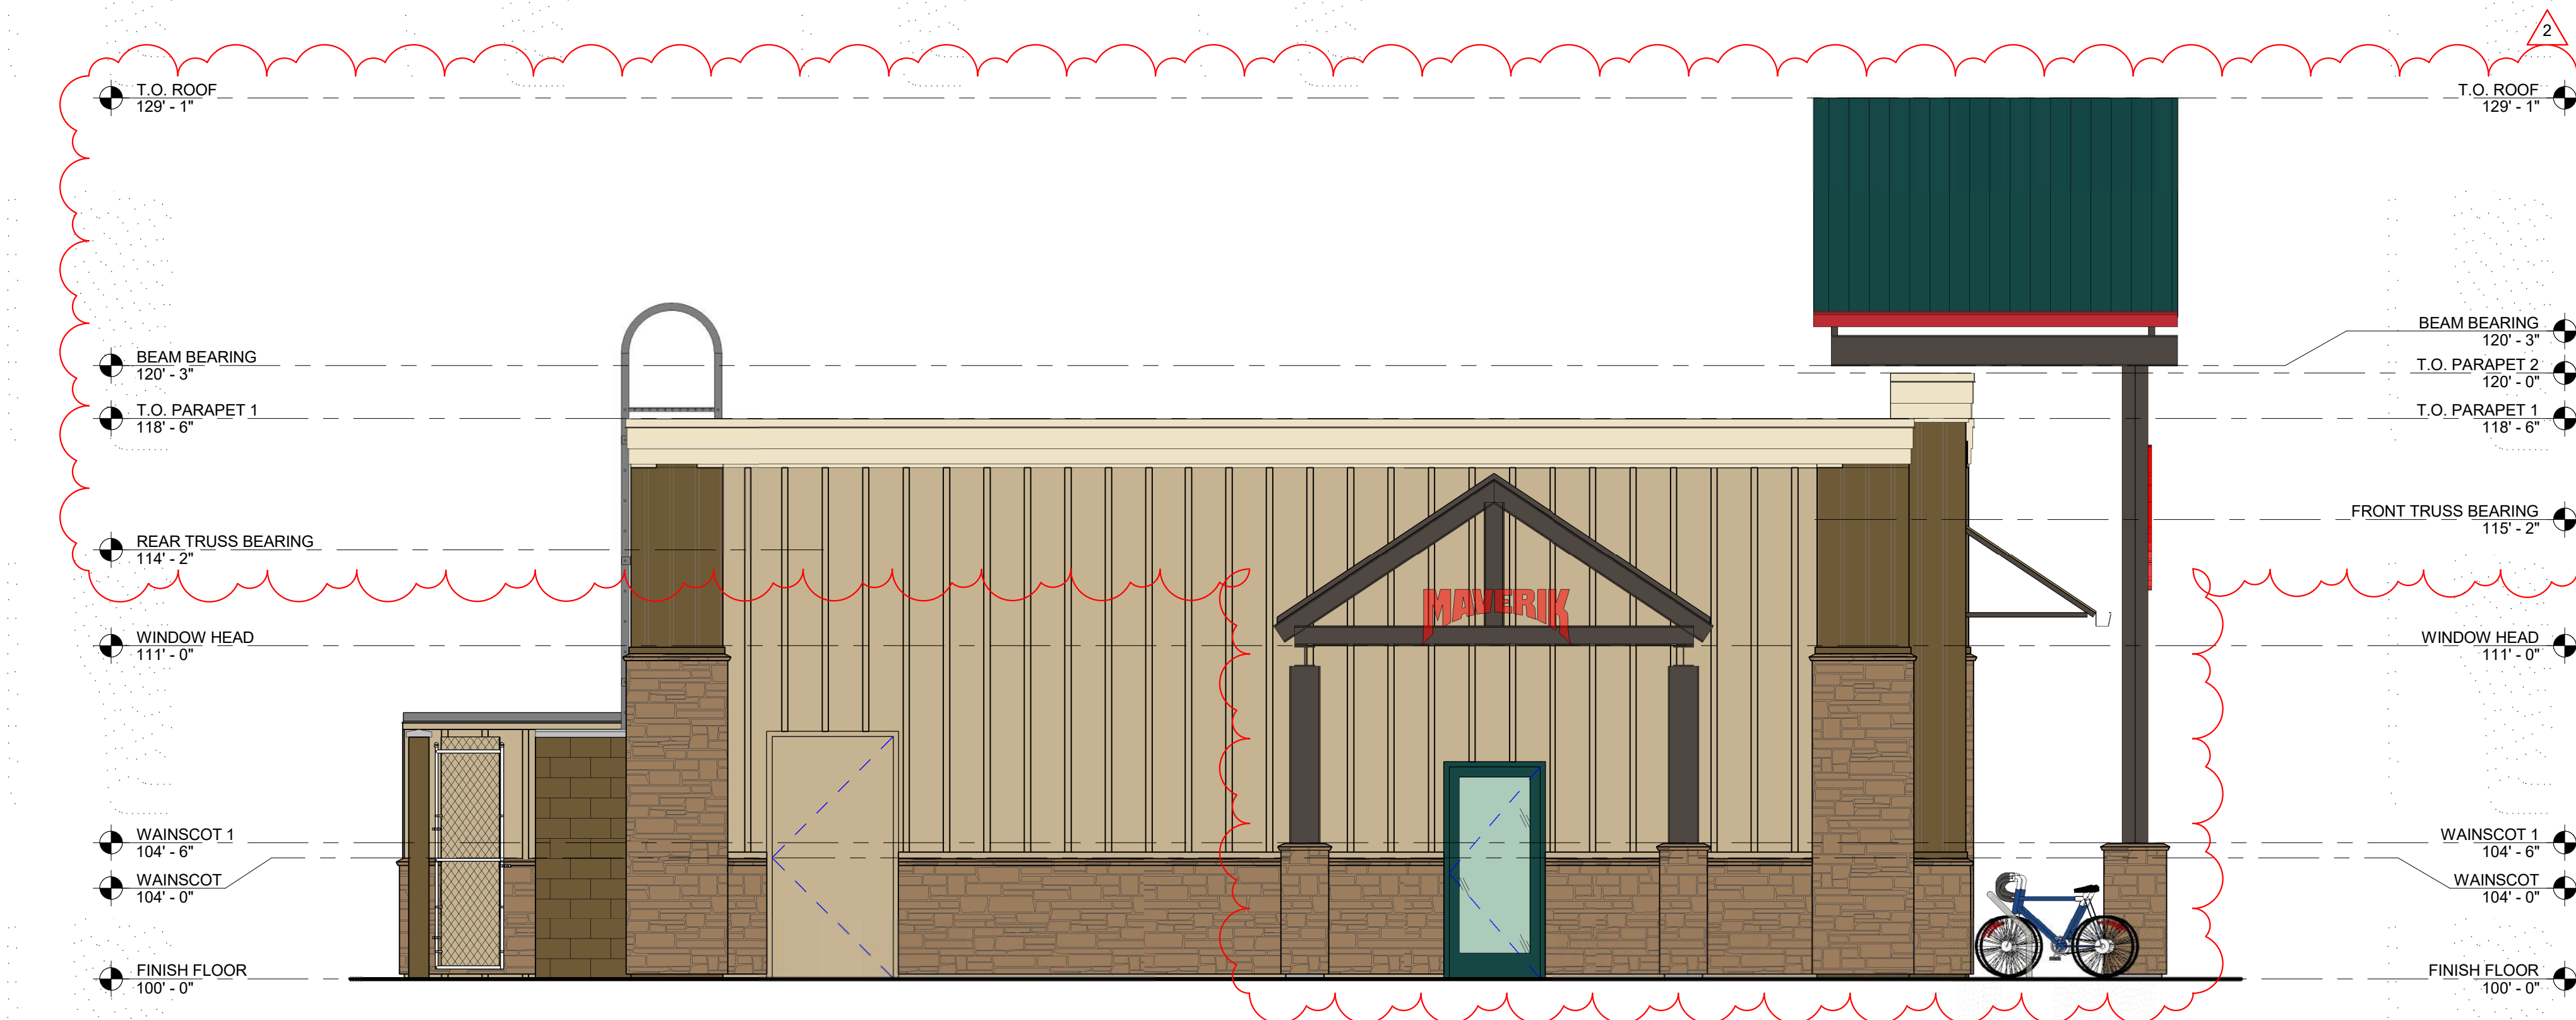 2
T.O. ROOF
129' - 1"
T.O. ROOF
129' - 1"
BEAM BEARING
120' - 3"
BEAM BEARING
120' - 3"
T.O. PARAPET 2
120' - 0"
T.O. PARAPET 1
118' - 6"
T.O. PARAPET 1
118' - 6"
REAR TRUSS BEARING
114' - 2"
FRONT TRUSS BEARING
115' - 2"
MAVERIK
WINDOW HEAD
111' - 0"
WINDOW HEAD
111' - 0"
WAINSCOT 1
104' - 6"
WAINSCOT 1
104' - 6"
WAINSCOT
104' - 0"
WAINSCOT
104' - 0"
FINISH FLOOR
100' - 0"
FINISH FLOOR
100' - 0"